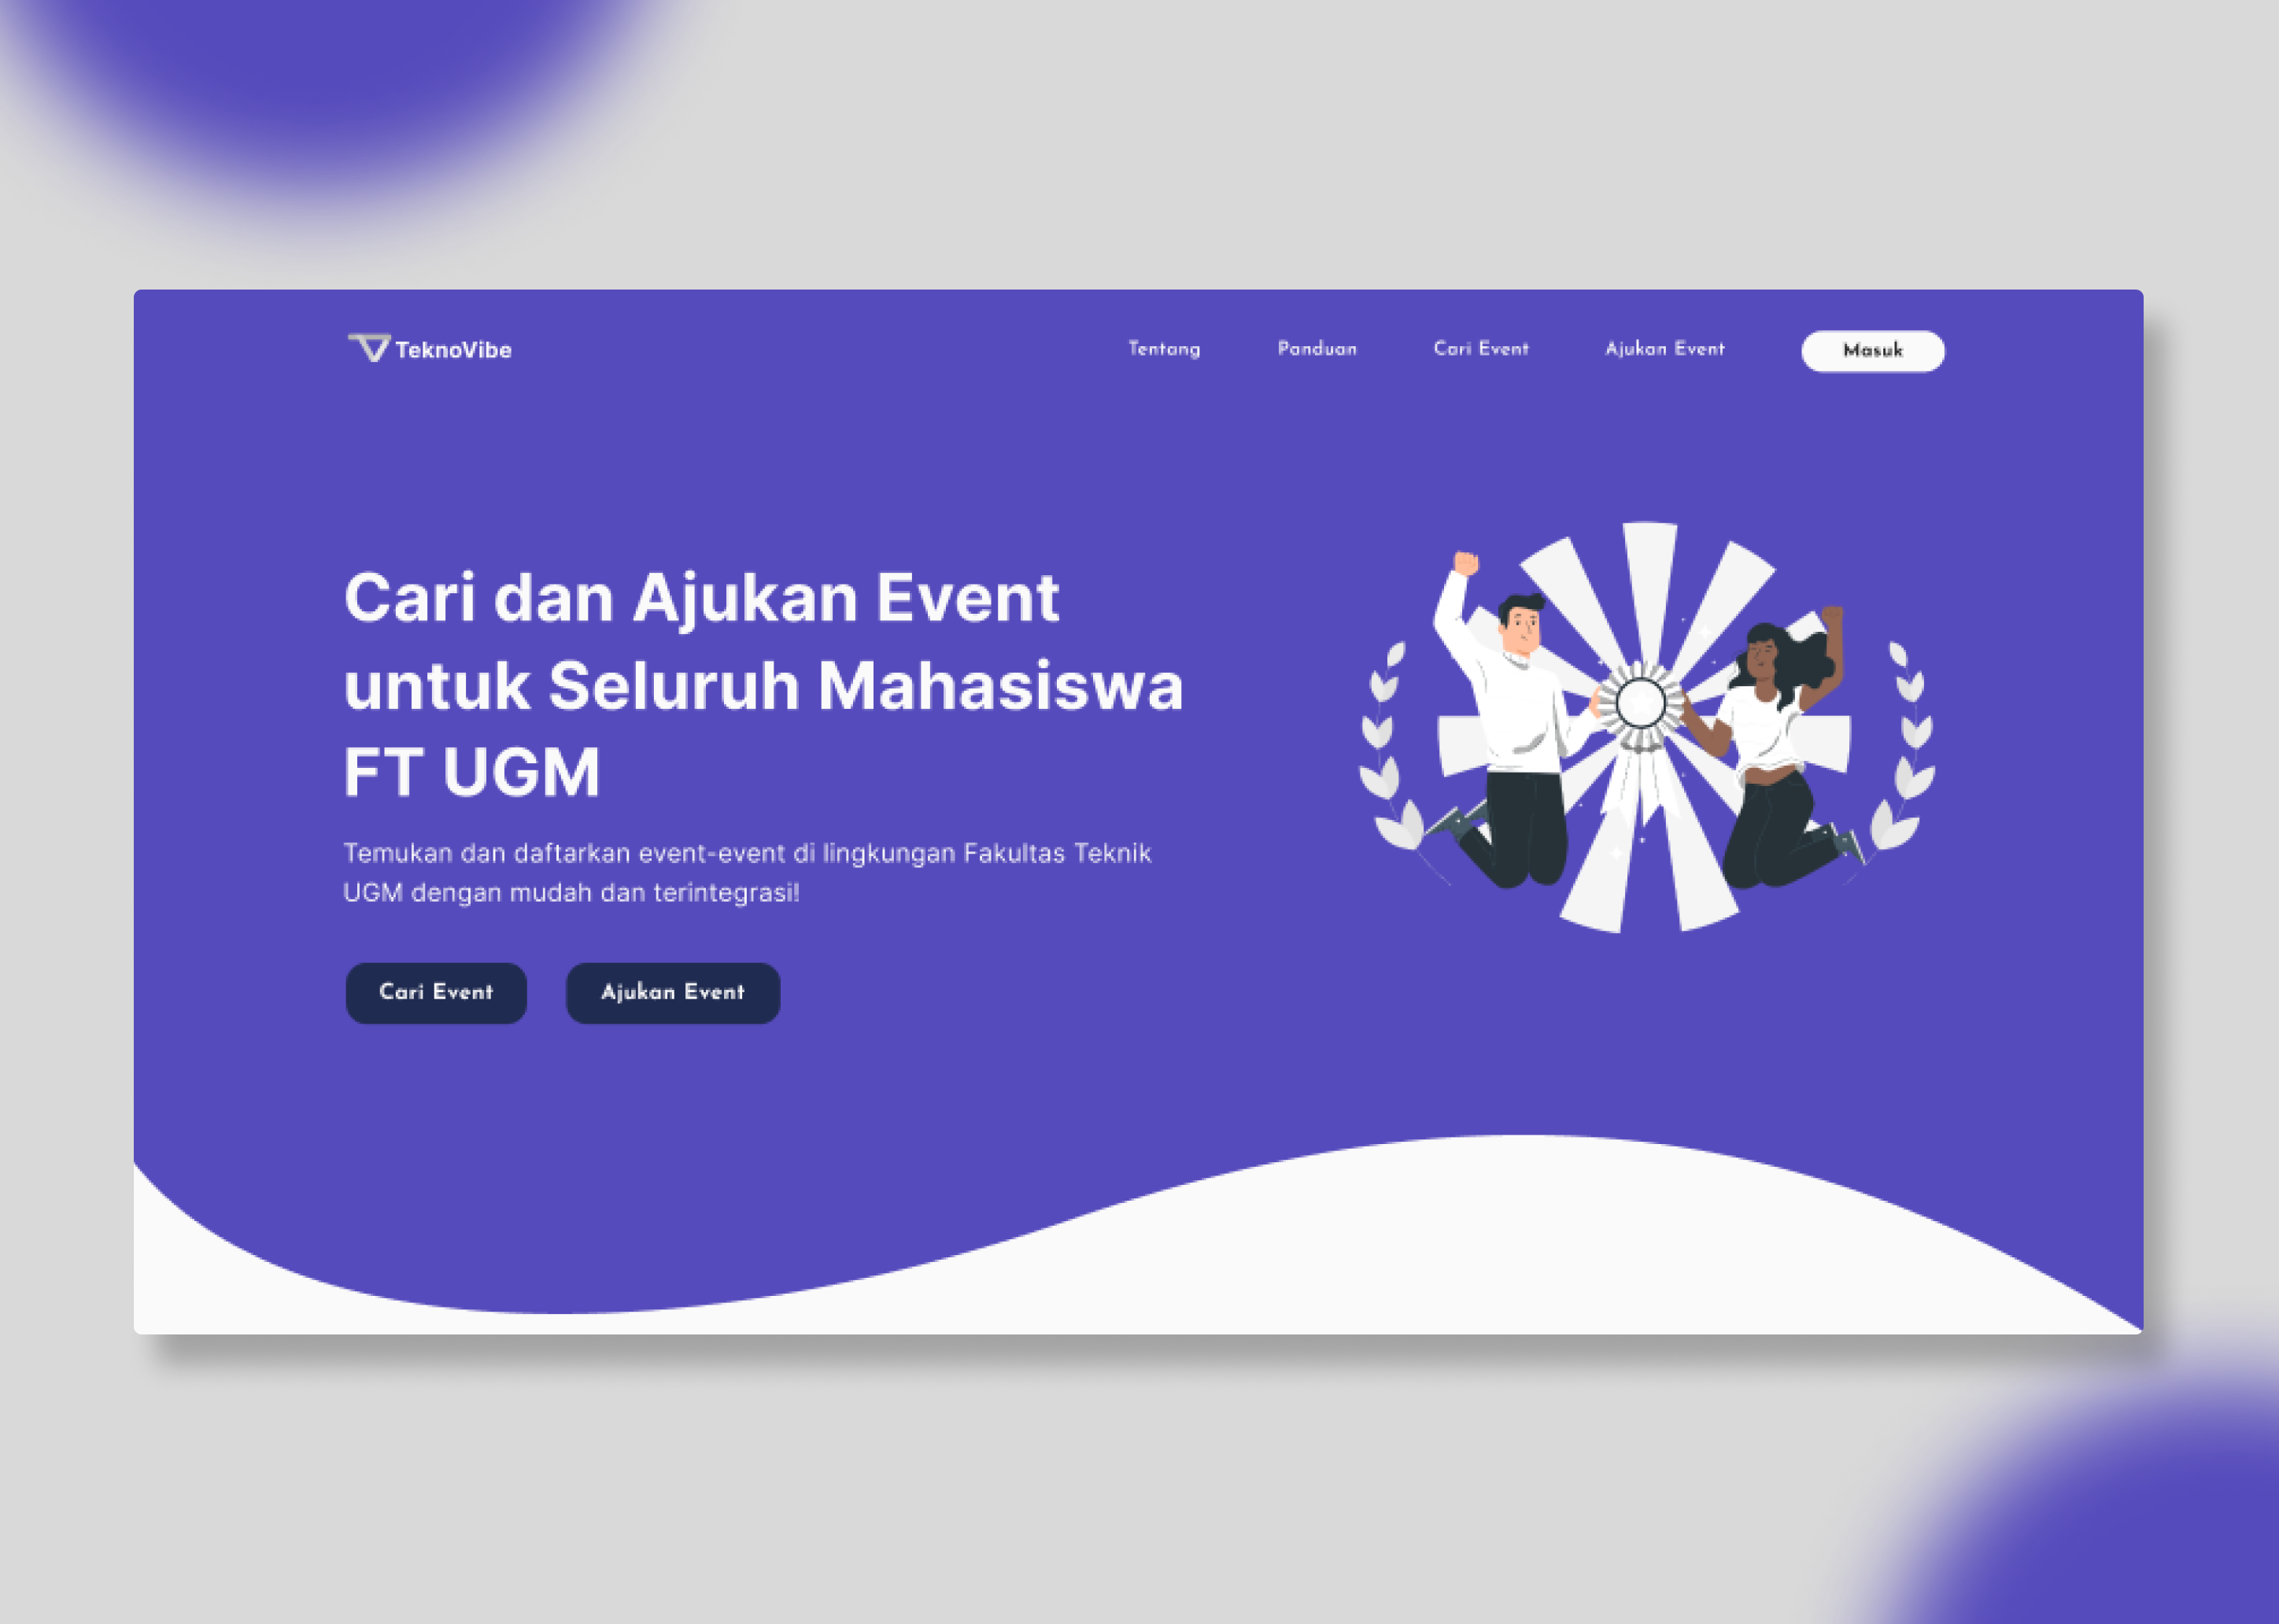 TeknoVibe
Tentang
Panduan
Cari Event
Ajukan Event
Masuk
Cari dan Ajukan Event
untuk Seluruh Mahasiswa
FT UGM
Temukan dan daftarkan event-event di lingkungan Fakultas Teknik
UGM dengan mudah dan terintegrasi!
Cari Event
Ajukan Event